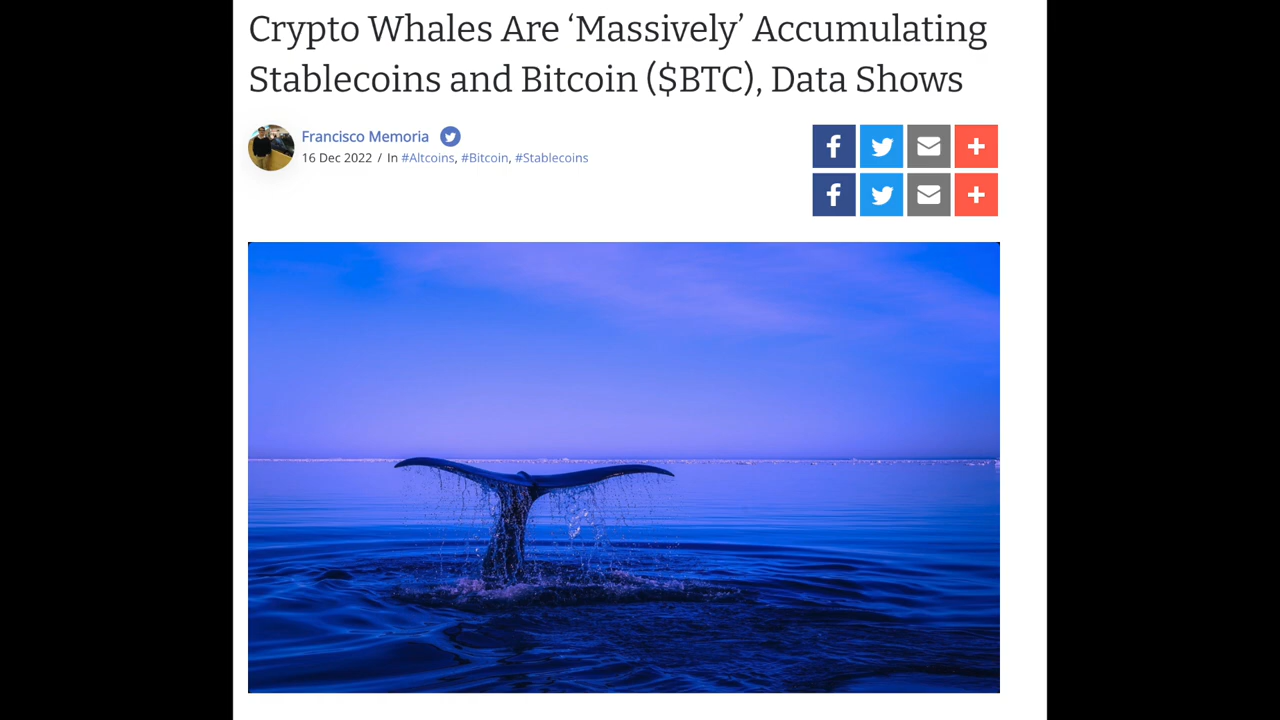 Crypto Whales Are ‘Massively’ Accumulating
Stablecoins and Bitcoin ($BTC), Data Shows
Francisco Memoria
16 Dec 2022 / In #Altcoins, #Bitcoin, #Stablecoins